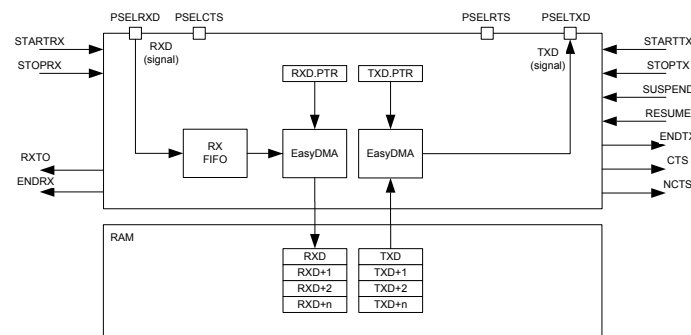 PSELRXD PSELCTS PSELRTS PSELTXD
STARTRX RXD (signal) TXD (signal) STARTTX
STOPRX RXD.PTR TXD.PTR STOPTX
SUSPEND
RESUME
RX FIFO EasyDMA EasyDMA ENDTX
RXTO CTS
ENDRX NCTS
RAM
RXD TXD
RXD+1 TXD+1
RXD+2 TXD+2
RXD+n TXD+n